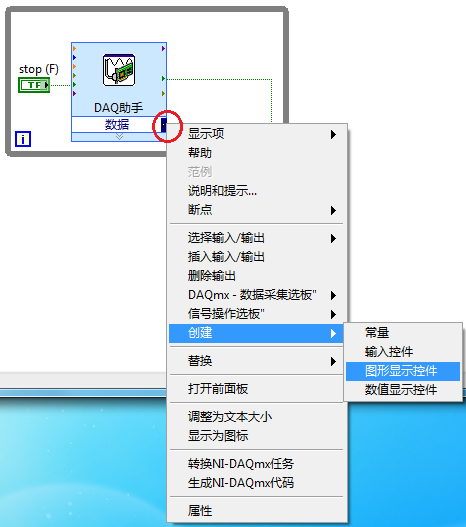 stop (F)
TF
DAQ助手
数据
i
显示项
帮助
范例
说明和提示...
断点
选择输入/输出
插入输入/输出
删除输出
DAQmx - 数据采集选板"
信号操作选板"
创建
常量
输入控件
图形显示控件
数值显示控件
替换
打开前面板
调整为文本大小
显示为图标
转换NI-DAQmx任务
生成NI-DAQmx代码
属性